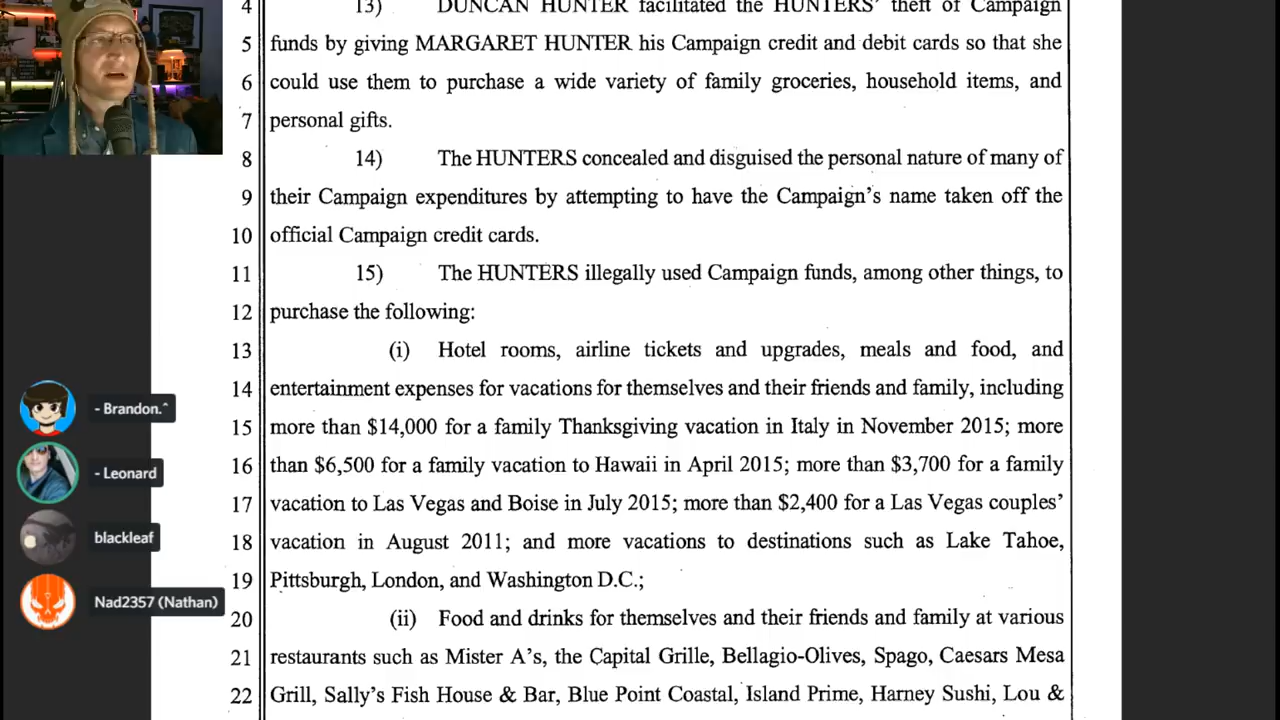 4 13) DUNCAN HUNTER facilitated the HUNTERS' theft of Campaign
5 funds by giving MARGARET HUNTER his Campaign credit and debit cards so that she
6 could use them to purchase a wide variety of family groceries, household items, and
7 personal gifts.
8 14) The HUNTERS concealed and disguised the personal nature of many of
9 their Campaign expenditures by attempting to have the Campaign's name taken off the
10 official Campaign credit cards.
11 15) The HUNTERS illegally used Campaign funds, among other things, to
12 purchase the following:
13 (i) Hotel rooms, airline tickets and upgrades, meals and food, and
14 entertainment expenses for vacations for themselves and their friends and family, including
15 more than $14,000 for a family Thanksgiving vacation in Italy in November 2015; more
16 than $6,500 for a family vacation to Hawaii in April 2015; more than $3,700 for a family
17 vacation to Las Vegas and Boise in July 2015; more than $2,400 for a Las Vegas couples'
18 vacation in August 2011; and more vacations to destinations such as Lake Tahoe,
19 Pittsburgh, London, and Washington D.C.;
20 (ii) Food and drinks for themselves and their friends and family at various
21 restaurants such as Mister A's, the Capital Grille, Bellagio-Olives, Spago, Caesars Mesa
22 Grill, Sally's Fish House & Bar, Blue Point Coastal, Island Prime, Harney Sushi, Lou &
- Brandon.^
- Leonard
blackleaf
Nad2357 (Nathan)